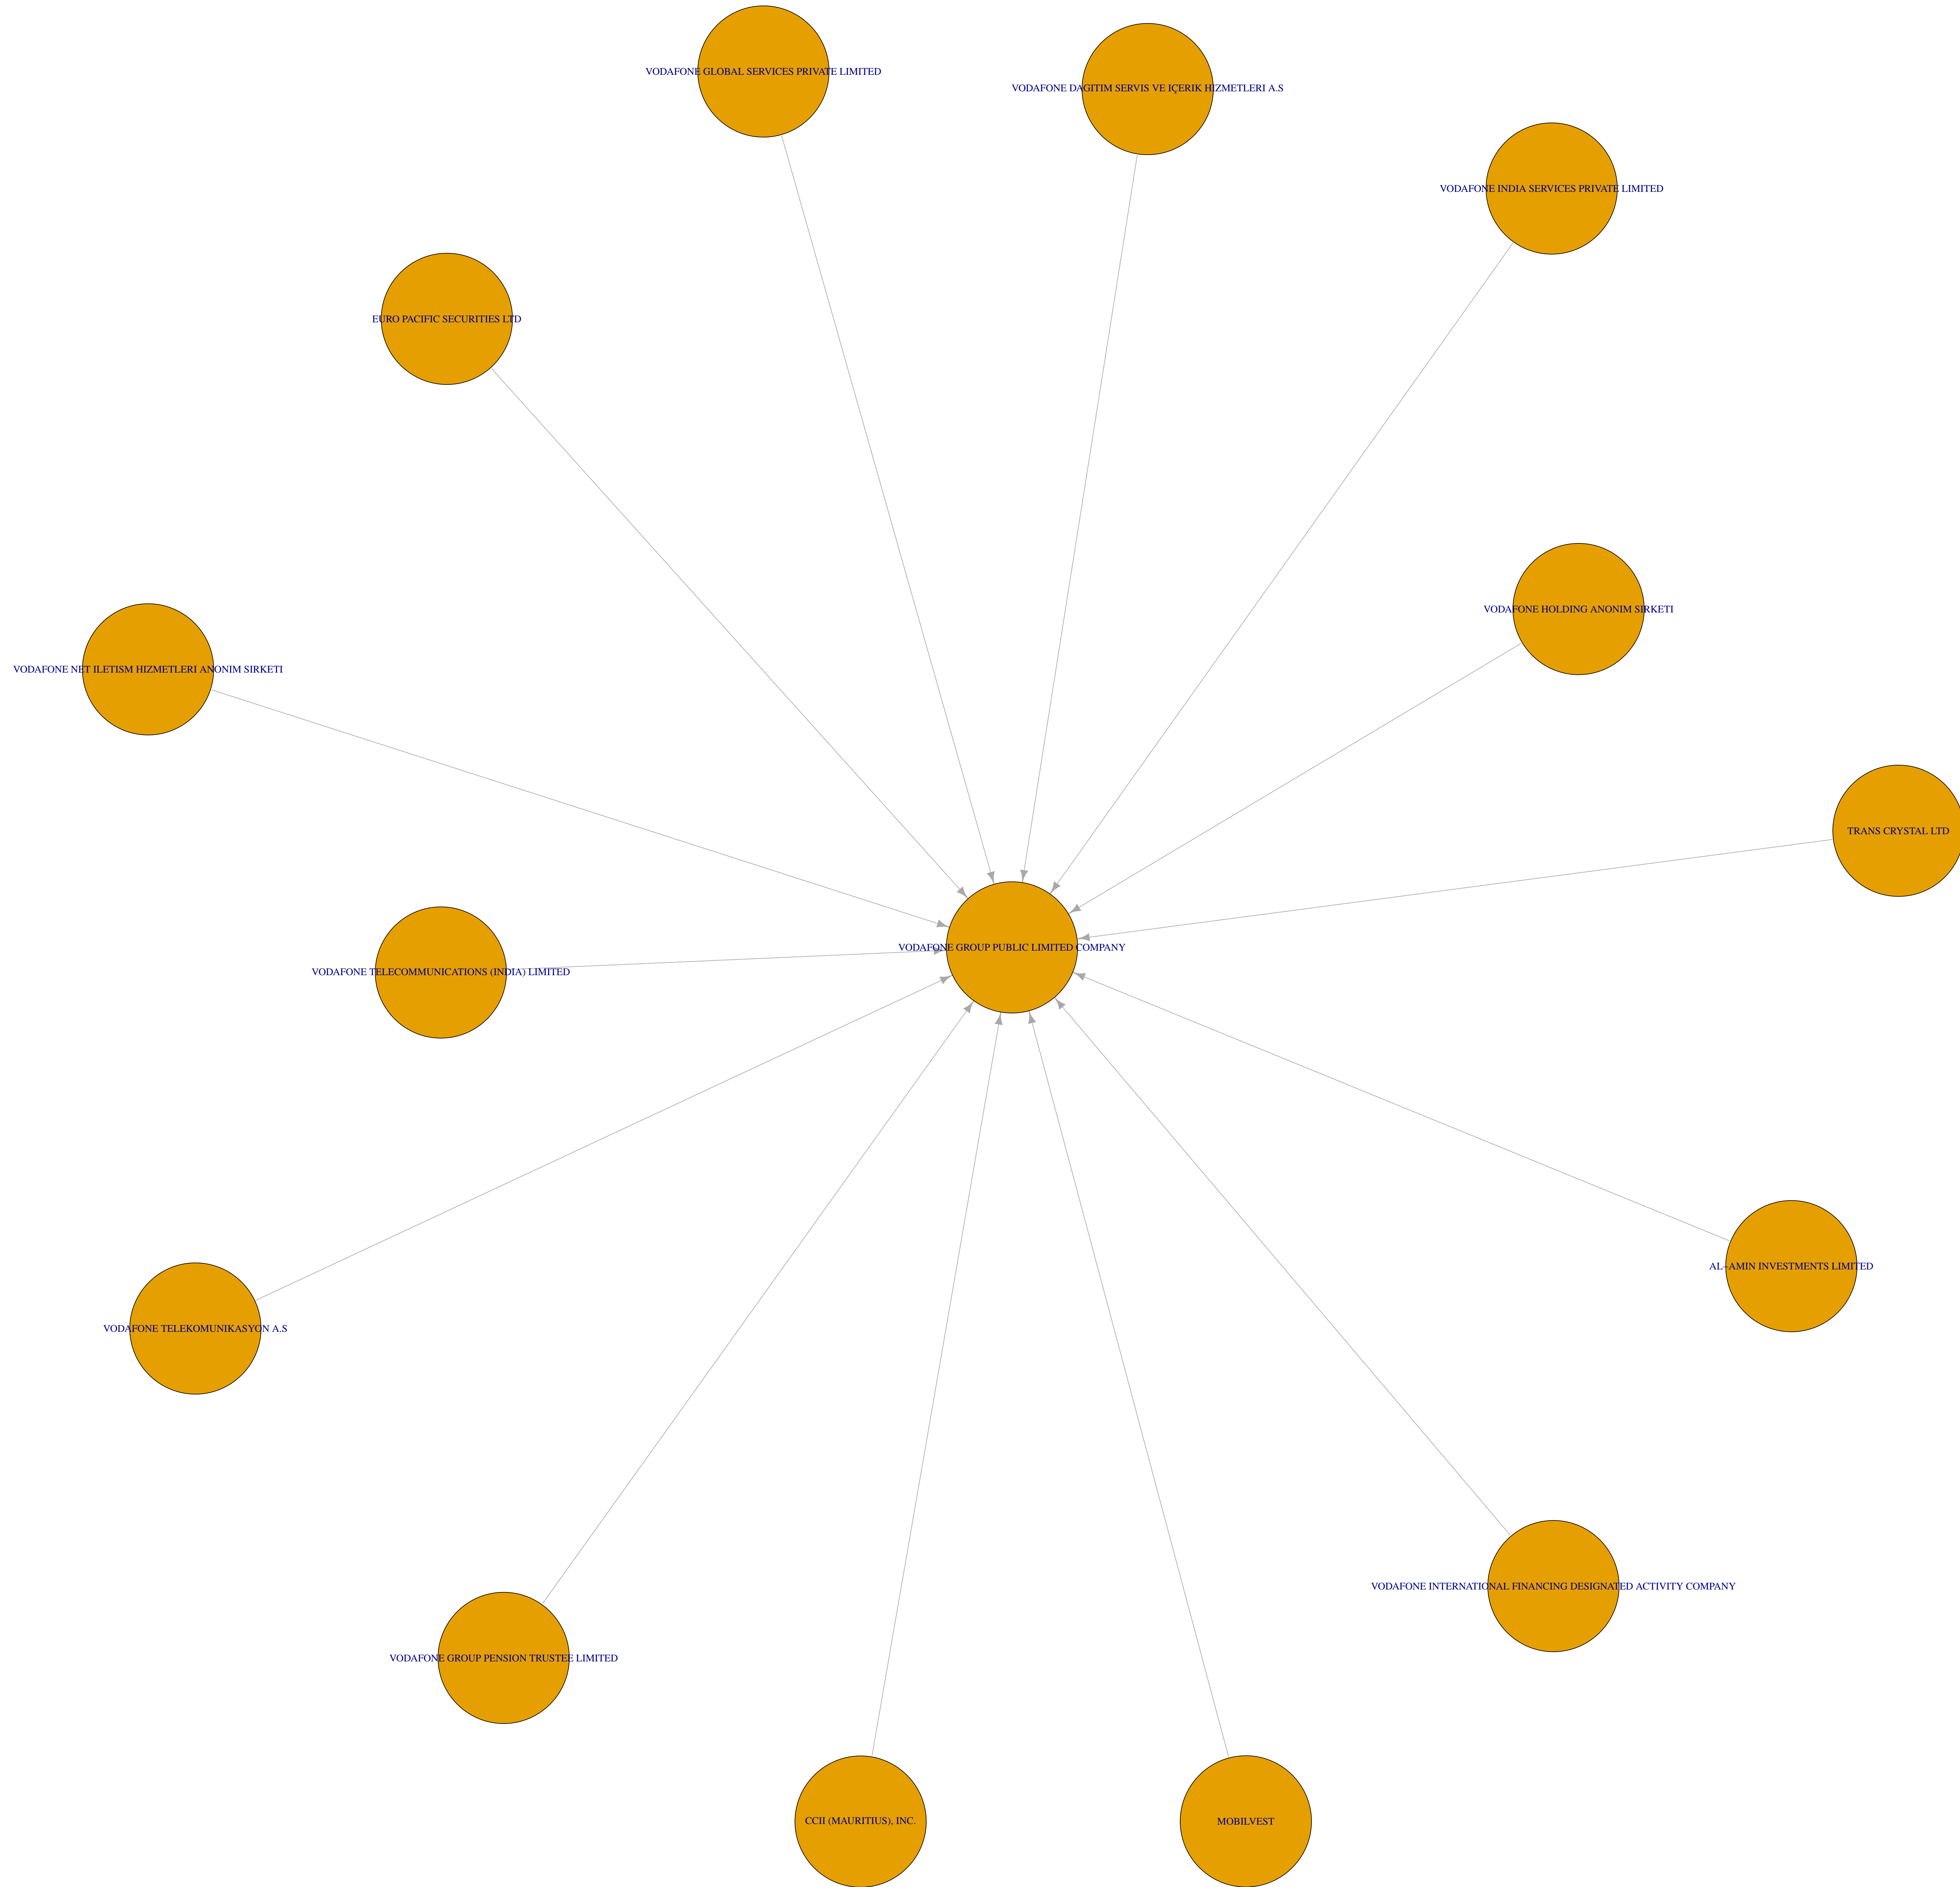 VODAFONE GLOBAL SERVICES PRIVATE LIMITED
VODAFONE DAGITIM SERVIS VE IÇERIK HIZMETLERI A.S
VODAFONE INDIA SERVICES PRIVATE LIMITED
EURO PACIFIC SECURITIES LTD
VODAFONE HOLDING ANONIM SIRKETI
VODAFONE NET ILETISM HIZMETLERI ANONIM SIRKETI
TRANS CRYSTAL LTD
VODAFONE GROUP PUBLIC LIMITED COMPANY
VODAFONE TELECOMMUNICATIONS (INDIA) LIMITED
AL-AMIN INVESTMENTS LIMITED
VODAFONE TELEKOMUNIKASYON A.S
VODAFONE INTERNATIONAL FINANCING DESIGNATED ACTIVITY COMPANY
VODAFONE GROUP PENSION TRUSTEE LIMITED
CCII (MAURITIUS), INC.
MOBILVEST